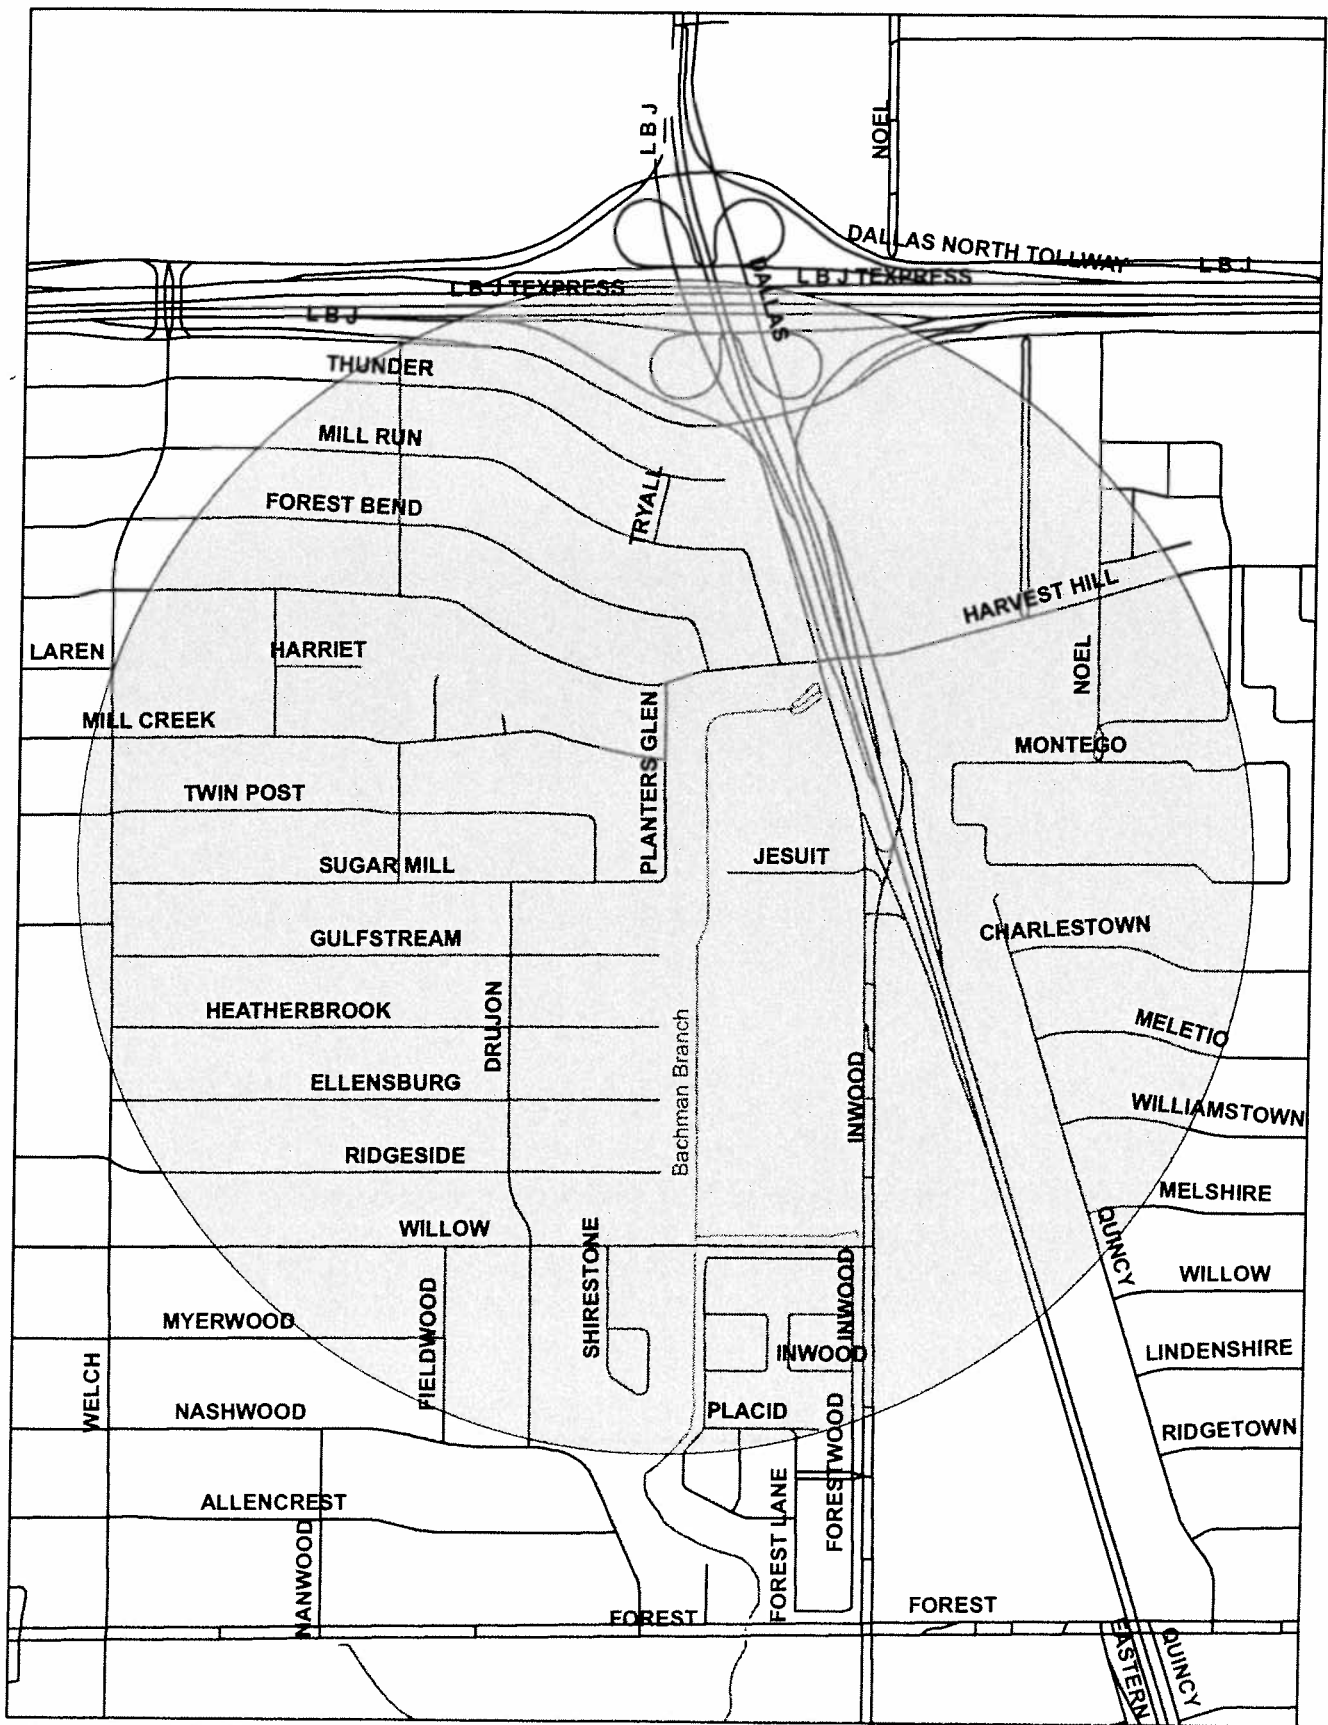 L B J
NOEL
DALLAS NORTH TOLLWAY
L B J
L B J TEXPRESS
L B J TEXPRESS
DALLAS
L B J
THUNDER
MILL RUN
TRYALL
FOREST BEND
HARVEST HILL
LAREN
HARRIET
NOEL
MILL CREEK
PLANTERS GLEN
MONTEGO
TWIN POST
JESUIT
SUGAR MILL
CHARLESTOWN
GULFSTREAM
HEATHERBROOK
DRUJON
Bachman Branch
MELETIO
INWOOD
ELLENSBURG
WILLIAMSTOWN
RIDGESIDE
MELSHIRE
QUINCY
WILLOW
SHIRESTONE
INWOOD
WILLOW
FIELDWOOD
MYERWOOD
INWOOD
LINDENSHIRE
WELCH
NASHWOOD
PLACID
FORESTWOOD
RIDGETOWN
ALLENCREST
FOREST LANE
NANWOOD
FOREST
FOREST
EASTERN
QUINCY